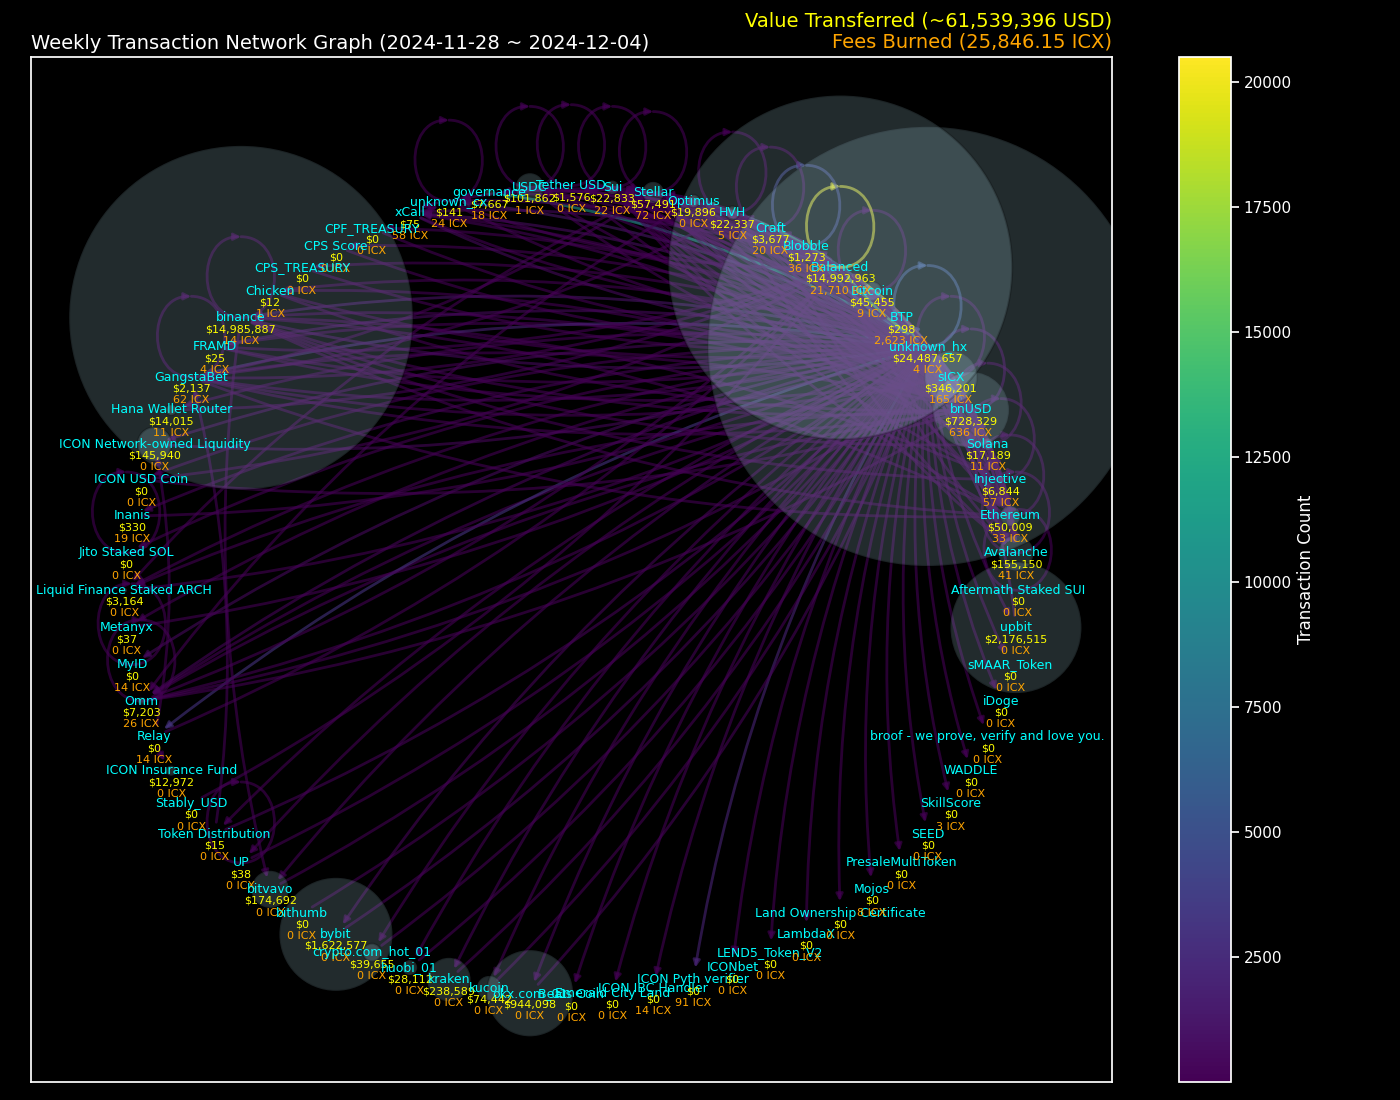 Value Transferred (~61,539,396 USD)
Weekly Transaction Network Graph (2024-11-28 ~ 2024-12-04)
Fees Burned (25,846.15 ICX)
USDC
$101,862
1 ICX
Tether USD
$1,576
0 ICX
Sui
$22,833
22 ICX
Stellar
$57,491
72 ICX
Optimus
$19,896
0 ICX
HVH
$22,337
5 ICX
Craft
$3,677
20 ICX
Blobble
$1,273
36 ICX
Balanced
$14,992,963
21,710
Bitcoin
$45,455
9 ICX
BTP
$298
2,623 ICX
unknown_hx
$24,487,657
4 ICX
sICX
$346,201
165 ICX
bnUSD
$728,329
636 ICX
Solana
$17,189
11 ICX
Injective
$6,844
57 ICX
Ethereum
$50,009
33 ICX
Avalanche
$155,150
41 ICX
Aftermath Staked SUI
$0
0 ICX
upbit
$2,176,515
0 ICX
sMAAR_Token
$0
0 ICX
iDoge
$0
0 ICX
broof - we prove, verify and love you.
$0
0 ICX
WADDLE
$0
0 ICX
SkillScore
$0
3 ICX
SEED
$0
0 ICX
PresaleMultiToken
$0
0 ICX
Mojos
$0
8 ICX
Land Ownership Certificate
$0
0 ICX
LambdaX
$0
0 ICX
LEND5_Token_V2
$0
0 ICX
ICONbet
$0
0 ICX
ICON Pyth verifier
$0
91 ICX
ICON IBC Handler
$0
14 ICX
Emerald City Land
$0
0 ICX
$0
0 ICX
$944,098
0 ICX
kucoin
0 ICX
kraken
$238,589
0 ICX
huobi_01
$28,112
0 ICX
crypto.com_hot_01
$39,655
0 ICX
bybit
$1,622,577
0 ICX
bithumb
$0
0 ICX
bitvavo
$174,692
0 ICX
UP
$38
0 ICX
Token Distribution
$15
0 ICX
Stably_USD
$0
0 ICX
ICON Insurance Fund
$12,972
0 ICX
Relay
$0
14 ICX
Omm
$7,203
26 ICX
MyID
$0
14 ICX
Metanyx
$37
0 ICX
Liquid Finance Staked ARCH
$3,164
0 ICX
Jito Staked SOL
$0
0 ICX
Inanis
$330
19 ICX
ICON USD Coin
$0
0 ICX
ICON Network-owned Liquidity
$145,940
0 ICX
Hana Wallet Router
$14,015
11 ICX
GangstaBet
$2,137
62 ICX
FRAMD
$25
4 ICX
binance
$14,985,887
14 ICX
Chicken
$12
1 ICX
CPS_TREASURY
$0
0 ICX
CPS Score
$0
CPF_TREASURY
$0
0 ICX
xCall
$75
58 ICX
unknown_cx
$141
24 ICX
governance
$7,667
18 ICX
20000
17500
15000
12500
10000
7500
5000
2500
Transaction Count